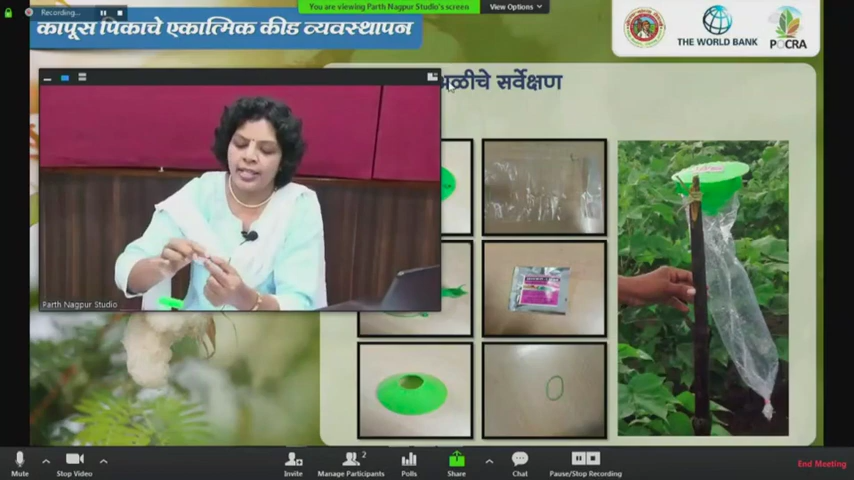 Recording...
You are viewing Parth Nagpur Studio's screen
View Options
कापूस पिकाचे एकात्मिक कीड व्यवस्थापन
THE WORLD BANK
POCRA
अळीचे सर्वेक्षण
Parth Nagpur Studio
Mute
Stop Video
Invite
2
Manage Participants
Polls
Share
Chat
Pause/Stop Recording
End Meeting